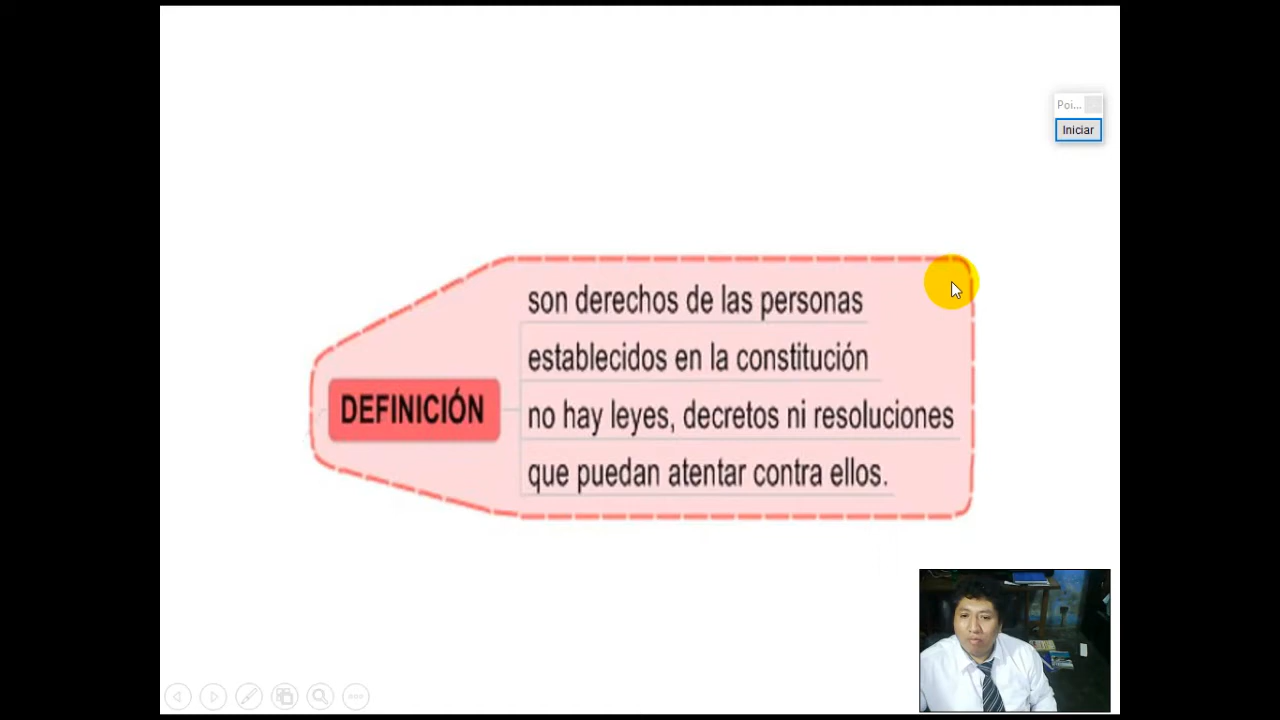 Poi...
Iniciar
son derechos de las personas
establecidos en la constitución
DEFINICIÓN
no hay leyes, decretos ni resoluciones
que puedan atentar contra ellos.